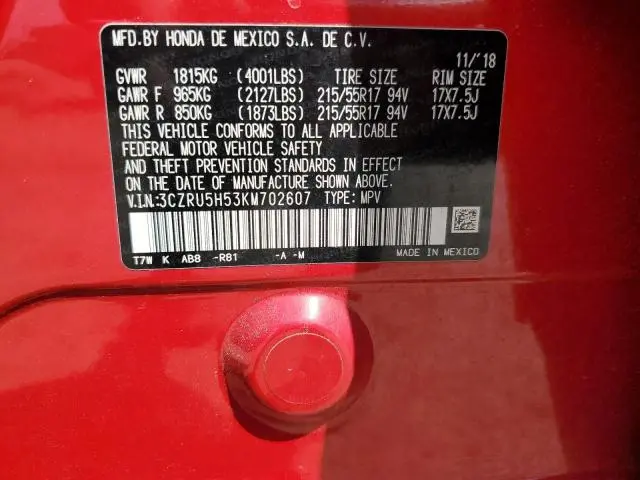 MFD.BY HONDA DE MEXICO S.A. DE C.V.
11/'18
GVWR 1815KG (4001LBS) TIRE SIZE RIM SIZE
GAWR F 965KG (2127LBS) 215/55R17 94V 17X7.5J
GAWR R 850KG (1873LBS) 215/55R17 94V 17X7.5J
THIS VEHICLE CONFORMS TO ALL APPLICABLE
FEDERAL MOTOR VEHICLE SAFETY
AND THEFT PREVENTION STANDARDS IN EFFECT
ON THE DATE OF MANUFACTURE SHOWN ABOVE.
V.I.N:3CZRU5H53KM702607 TYPE: MPV
T7W K AB8 -R81 -A -M MADE IN MEXICO